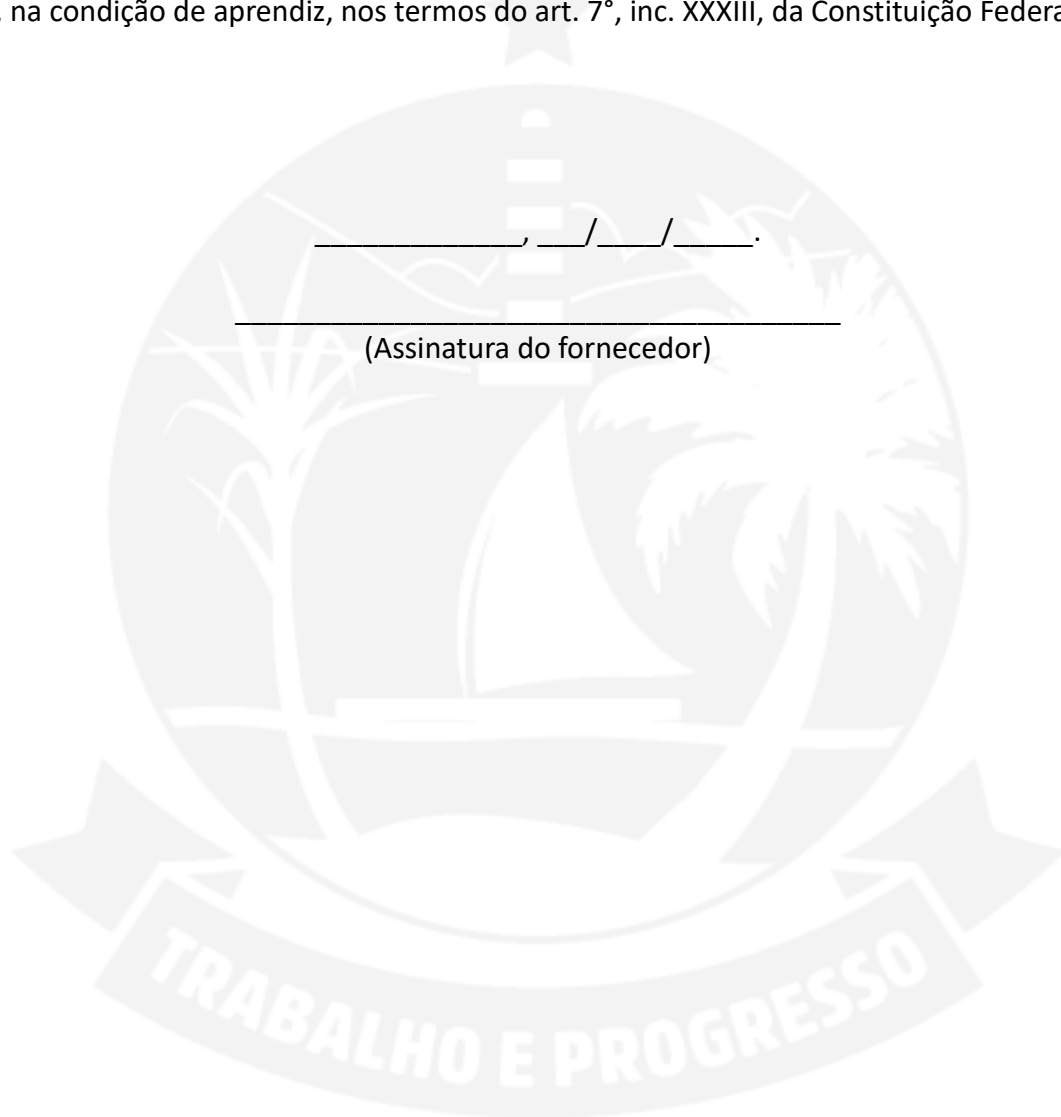 na condição de aprendiz, nos termos do art. 7°, inc. XXXIII, da Constituição
_____________, ___/____/_____.
______________________________________
(Assinatura do fornecedor)
TRABALHO E PROGRESSO